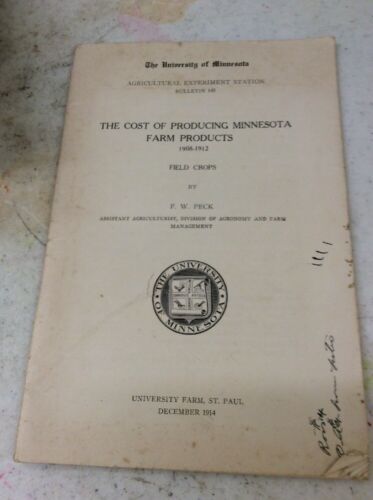 The University of Minnesota
AGRICULTURAL EXPERIMENT STATION
BULLETIN 145
THE COST OF PRODUCING MINNESOTA
FARM PRODUCTS
1908-1912
FIELD CROPS
BY
F. W. PECK
ASSISTANT AGRICULTURIST, DIVISION OF AGRONOMY AND FARM
MANAGEMENT
THE UNIVERSITY
OF MINNESOTA
UNIVERSITY FARM, ST. PAUL
DECEMBER 1914